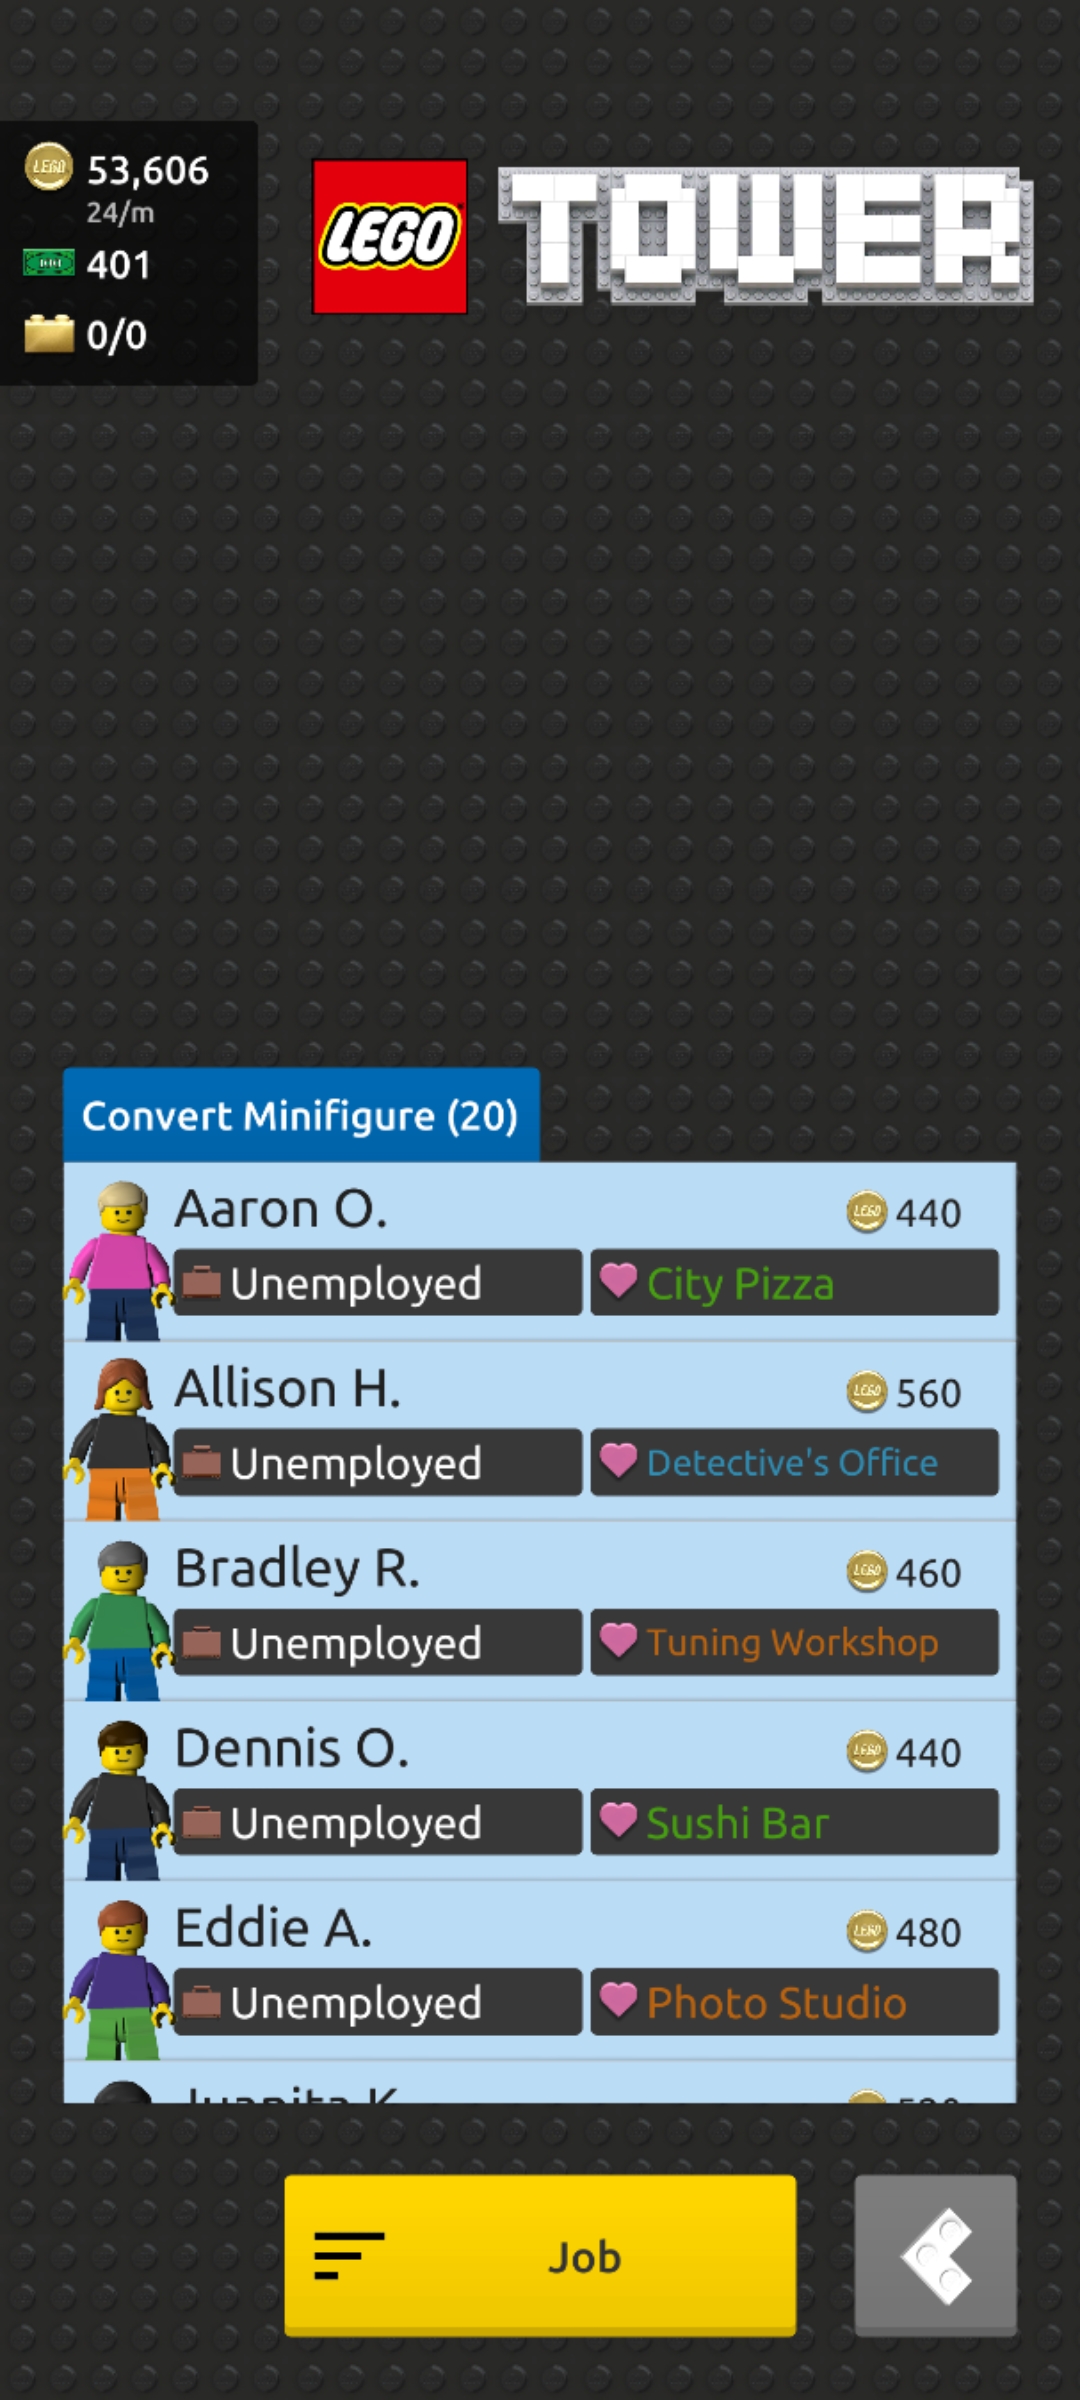 53,606
24/m
401
0/0
LEGO TOWER
Convert Minifigure (20)
Aaron O. 440
Unemployed City Pizza
Allison H. 560
Unemployed Detective's Office
Bradley R. 460
Unemployed Tuning Workshop
Dennis O. 440
Unemployed Sushi Bar
Eddie A. 480
Unemployed Photo Studio
Juanita K.
Job